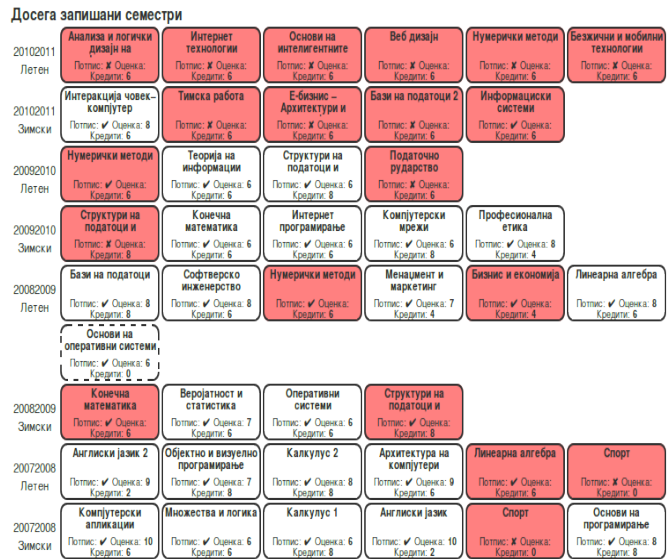 Досега запишани семестри
20102011
Летен
Анализа и логички
дизајн на
Потпис: ✘ Оценка:
Кредити: 6
Интернет
технологии
Потпис: ✘ Оценка:
Кредити: 6
Основи на
интелигентните
Потпис: ✘ Оценка:
Кредити: 6
Веб дизајн
Потпис: ✘ Оценка:
Кредити: 6
Нумерички методи
Потпис: ✘ Оценка:
Кредити: 6
Безжични и мобилни
технологии
Потпис: ✘ Оценка:
Кредити: 6
20102011
Зимски
Интеракција човек–
компјутер
Потпис: ✔ Оценка: 8
Кредити: 6
Тимска работа
Потпис: ✘ Оценка:
Кредити: 6
Е-бизнис –
Архитектури и
Потпис: ✘ Оценка:
Кредити: 6
Бази на податоци 2
Потпис: ✘ Оценка:
Кредити: 6
Информациски
системи
Потпис: ✔ Оценка:
Кредити: 6
20092010
Летен
Нумерички методи
Потпис: ✔ Оценка:
Кредити: 6
Теорија на
информации
Потпис: ✔ Оценка: 6
Кредити: 6
Структури на
податоци и
Потпис: ✔ Оценка: 6
Кредити: 8
Податочно
рударство
Потпис: ✔ Оценка:
Кредити: 6
20092010
Зимски
Структури на
податоци и
Потпис: ✘ Оценка:
Кредити: 8
Конечна
математика
Потпис: ✔ Оценка: 6
Кредити: 6
Интернет
програмирање
Потпис: ✔ Оценка: 6
Кредити: 6
Компјутерски
мрежи
Потпис: ✔ Оценка: 6
Кредити: 8
Професионална
етика
Потпис: ✔ Оценка: 8
Кредити: 4
20082009
Летен
Бази на податоци
Потпис: ✔ Оценка: 8
Кредити: 8
Софтверско
инженерство
Потпис: ✔ Оценка: 8
Кредити: 6
Нумерички методи
Потпис: ✔ Оценка:
Кредити: 6
Менаџмент и
маркетинг
Потпис: ✔ Оценка: 7
Кредити: 4
Бизнис и економија
Потпис: ✔ Оценка:
Кредити: 4
Линеарна алгебра
Потпис: ✔ Оценка: 8
Кредити: 6
Основи на
оперативни системи
Потпис: ✔ Оценка: 6
Кредити: 0
20082009
Зимски
Конечна
математика
Потпис: ✔ Оценка:
Кредити: 6
Веројатност и
статистика
Потпис: ✔ Оценка: 7
Кредити: 6
Оперативни
системи
Потпис: ✔ Оценка: 6
Кредити: 6
Структури на
податоци и
Потпис: ✔ Оценка:
Кредити: 8
20072008
Летен
Англиски јазик 2
Потпис: ✔ Оценка: 9
Кредити: 2
Објектно и визуелно
програмирање
Потпис: ✔ Оценка: 7
Кредити: 8
Калкулус 2
Потпис: ✔ Оценка: 8
Кредити: 8
Архитектура на
компјутери
Потпис: ✔ Оценка: 9
Кредити: 6
Линеарна алгебра
Потпис: ✔ Оценка:
Кредити: 6
Спорт
Потпис: ✘ Оценка:
Кредити: 0
20072008
Зимски
Компјутерски
апликации
Потпис: ✔ Оценка: 10
Кредити: 6
Множества и логика
Потпис: ✔ Оценка: 6
Кредити: 6
Калкулус 1
Потпис: ✔ Оценка: 6
Кредити: 8
Англиски јазик
Потпис: ✔ Оценка: 10
Кредити: 2
Спорт
Потпис: ✘ Оценка:
Кредити: 0
Основи на
програмирање
Потпис: ✔ Оценка: 8
Кредити: 8